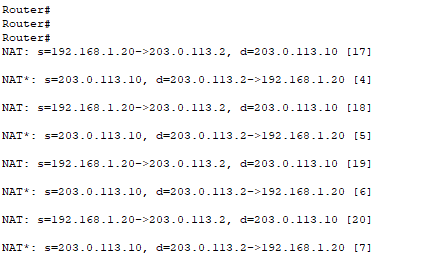 Router#
Router#
Router#
NAT: s=192.168.1.20->203.0.113.2, d=203.0.113.10 [17]
NAT*: s=203.0.113.10, d=203.0.113.2->192.168.1.20 [4]
NAT: s=192.168.1.20->203.0.113.2, d=203.0.113.10 [18]
NAT*: s=203.0.113.10, d=203.0.113.2->192.168.1.20 [5]
NAT: s=192.168.1.20->203.0.113.2, d=203.0.113.10 [19]
NAT*: s=203.0.113.10, d=203.0.113.2->192.168.1.20 [6]
NAT: s=192.168.1.20->203.0.113.2, d=203.0.113.10 [20]
NAT*: s=203.0.113.10, d=203.0.113.2->192.168.1.20 [7]